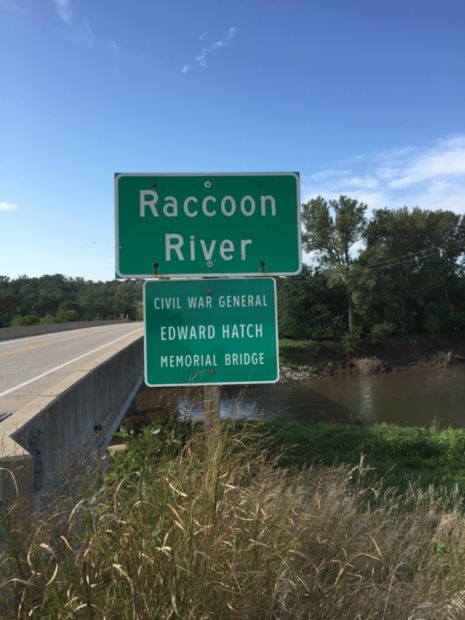 Raccoon
River
CIVIL WAR GENERAL
EDWARD HATCH
MEMORIAL BRIDGE